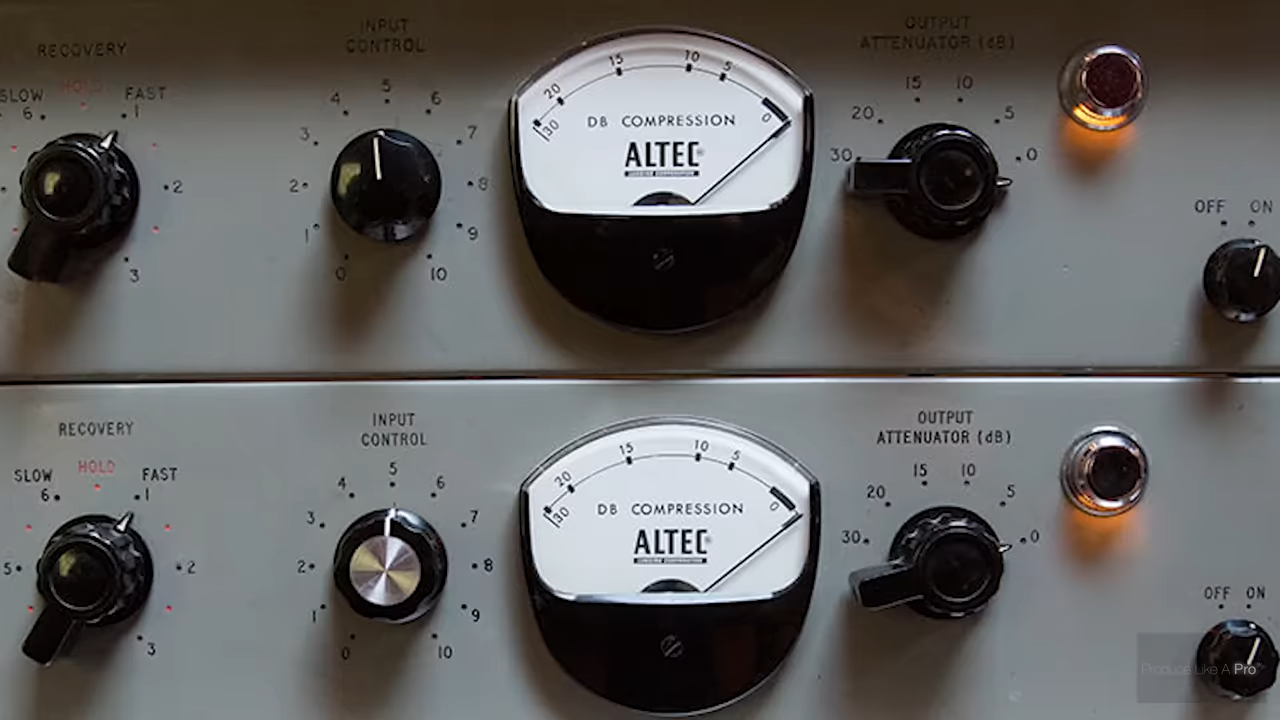 RECOVERY
SLOW HOLD FAST
6 1
2
3
INPUT
CONTROL
0 1 2 3 4 5 6 7 8 9 10
30 20 15 10 5 0
DB COMPRESSION
ALTEC
OUTPUT
ATTENUATOR (dB)
30 20 15 10 5 0
OFF ON
RECOVERY
SLOW HOLD FAST
6 1
5 2
3
INPUT
CONTROL
0 1 2 3 4 5 6 7 8 9 10
30 20 15 10 5 0
DB COMPRESSION
ALTEC
OUTPUT
ATTENUATOR (dB)
30 20 15 10 5 0
OFF ON
Produce Like A Pro